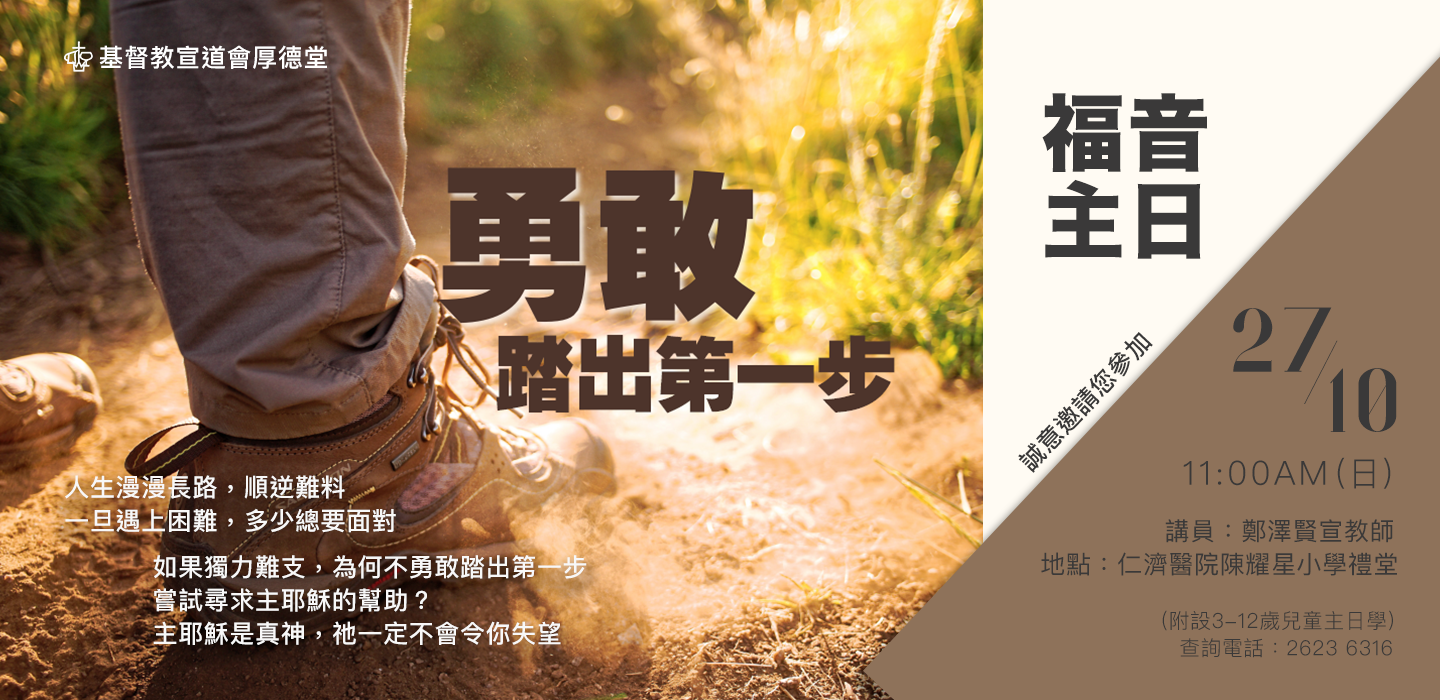 基督教宣道會厚德堂
勇敢
踏出第一步
人生漫漫長路，順逆難料
一旦遇上困難，多少總要面對
如果獨力難支，為何不勇敢踏出第一步
嘗試尋求主耶穌的幫助？
主耶穌是真神，祂一定不會令你失望
福音
主日
誠意邀請您參加
27/10
11:00AM(日)
講員：鄭澤賢宣教師
地點：仁濟醫院陳耀星小學禮堂
(附設3-12歲兒童主日學)
查詢電話：2623 6316